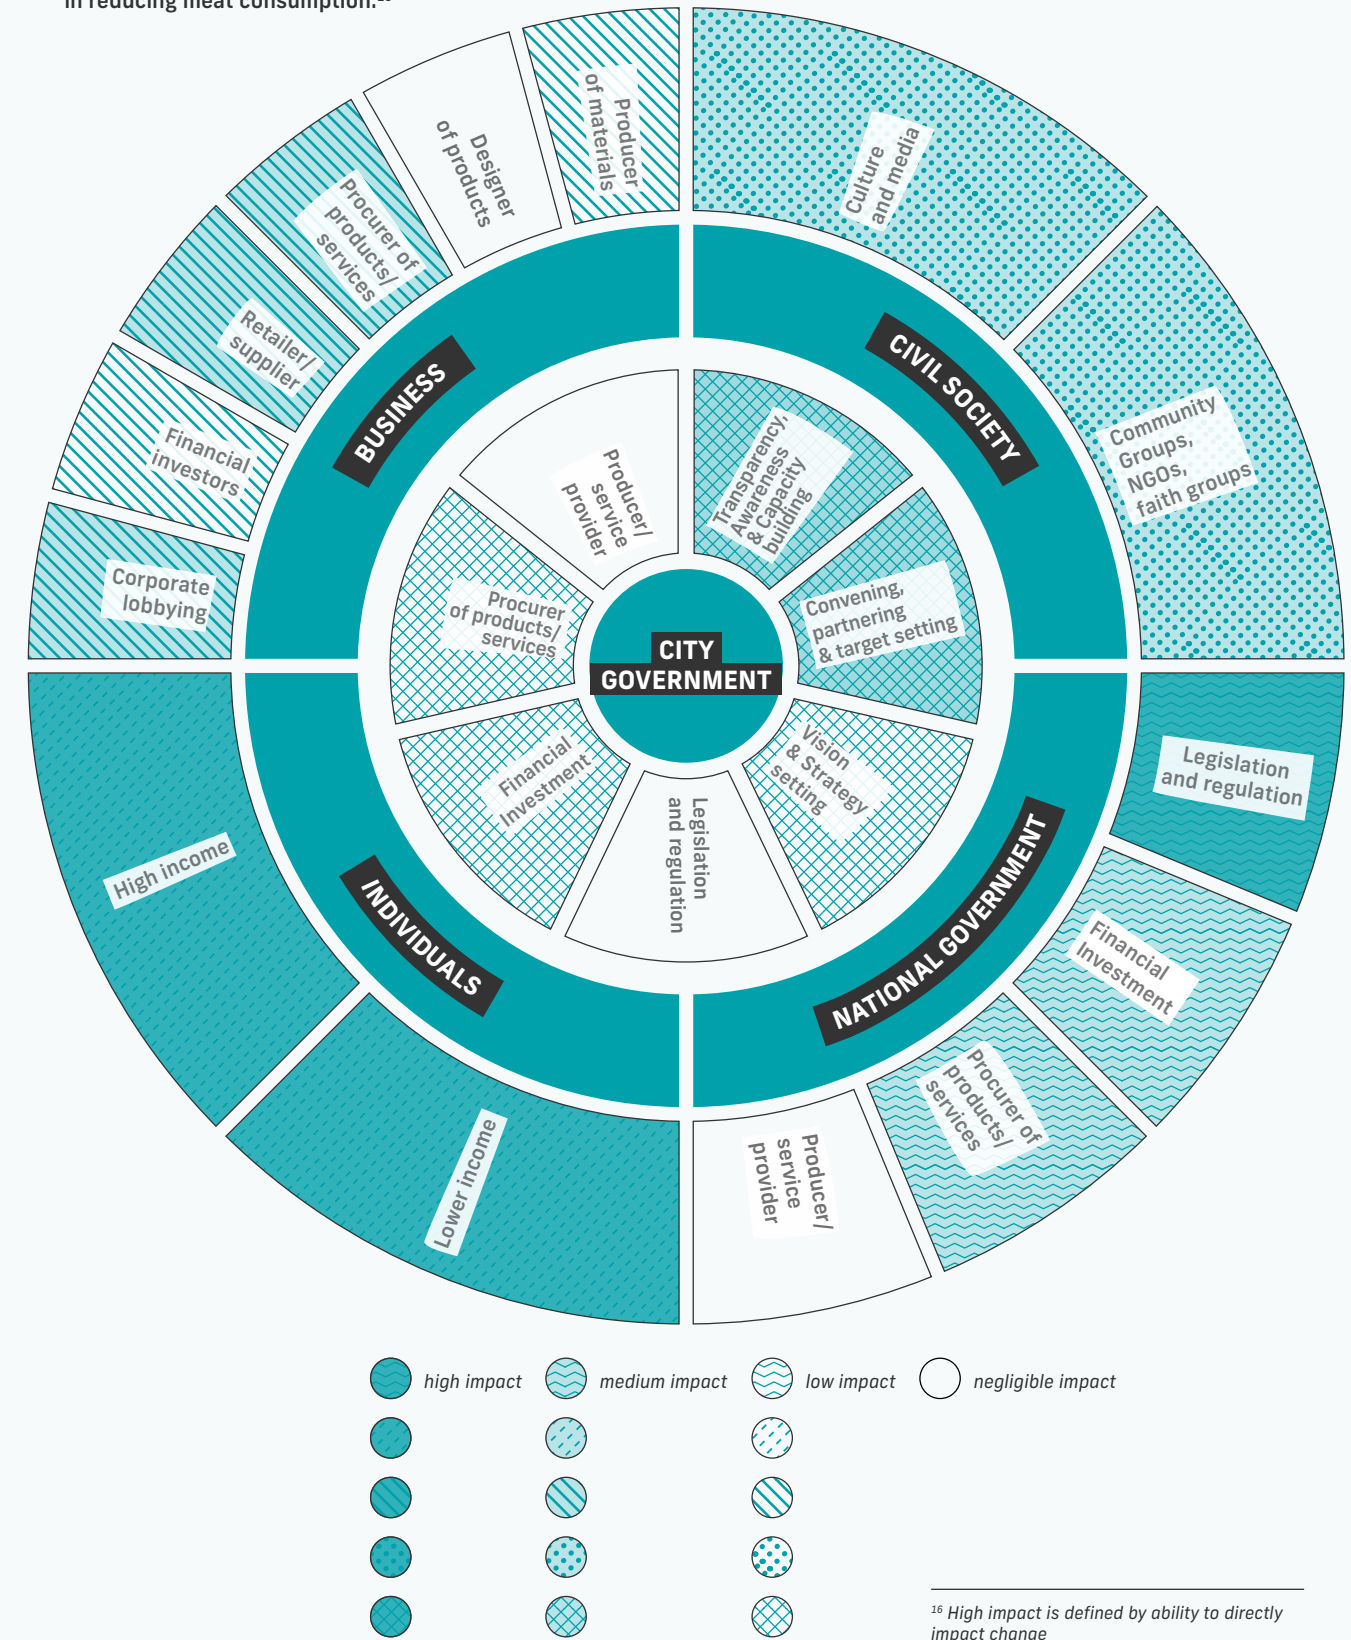 in reducing meat consumption.16
Producer
of materials
Designer
of products
Procurer of
products/
services
Retailer/
supplier
Financial
investors
Corporate
lobbying
BUSINESS
Culture
and media
Community
Groups,
NGOs,
faith groups
CIVIL SOCIETY
Producer/
service
provider
Transparency,
Awareness
& Capacity
building
Procurer
of products/
services
Convening,
partnering
& target setting
CITY
GOVERNMENT
Financial
Investment
Legislation
and regulation
Vision
& Strategy
setting
High income
Lower income
INDIVIDUALS
NATIONAL GOVERNMENT
Legislation
and regulation
Financial
Investment
Procurer of
products/
services
Producer/
service
provider
high impact
medium impact
low impact
negligible impact
16 High impact is defined by ability to directly
impact change